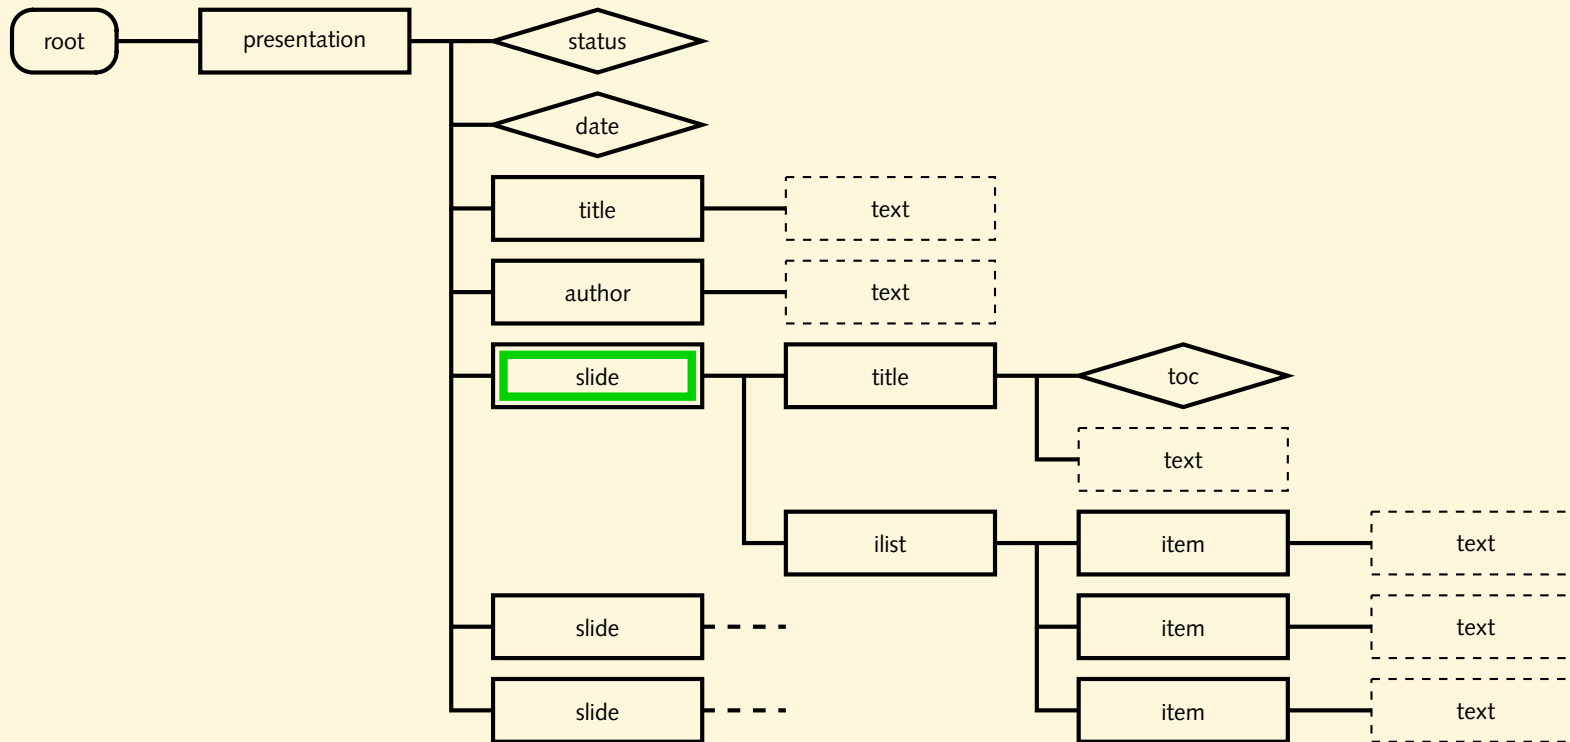 root presentation status
date
title text
author text
slide title toc
text
ilist item text
slide item text
slide item text